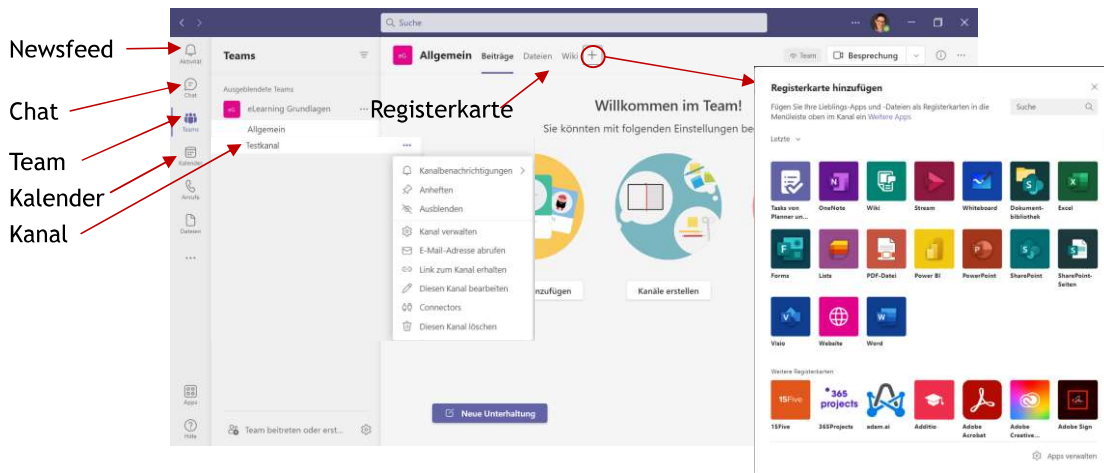 Newsfeed
Chat
Team
Kalender
Kanal
Registerkarte
Suche
Aktivität
Chat
Teams
Kalender
Anrufe
Dateien
Apps
Hilfe
Teams
Ausgeblendete Teams
eG eLearning Grundlagen
Allgemein
Testkanal
Team beitreten oder erst...
eG Allgemein Beiträge Dateien Wiki
Team Besprechung
Willkommen im Team!
Sie könnten mit folgenden Einstellungen be
Kanalbenachrichtigungen
Anheften
Ausblenden
Kanal verwalten
E-Mail-Adresse abrufen
Link zum Kanal erhalten
Diesen Kanal bearbeiten
Connectors
Diesen Kanal löschen
nzufügen
Kanäle erstellen
Neue Unterhaltung
Registerkarte hinzufügen
Fügen Sie Ihre Lieblings-Apps und -Dateien als Registerkarten in die
Menüleiste oben im Kanal ein Weitere Apps
Suche
Letzte
Tasks von
Planner un...
OneNote
Wiki
Stream
Whiteboard
Dokument-
bibliothek
Excel
Forms
Lists
PDF-Datei
Power BI
PowerPoint
SharePoint
SharePoint-
Seiten
Visio
Website
Word
Weitere Registerkarten
15Five
365
projects
15Five
365Projects
adam.ai
Additio
Adobe
Acrobat
Adobe
Creative...
Adobe Sign
Apps verwalten